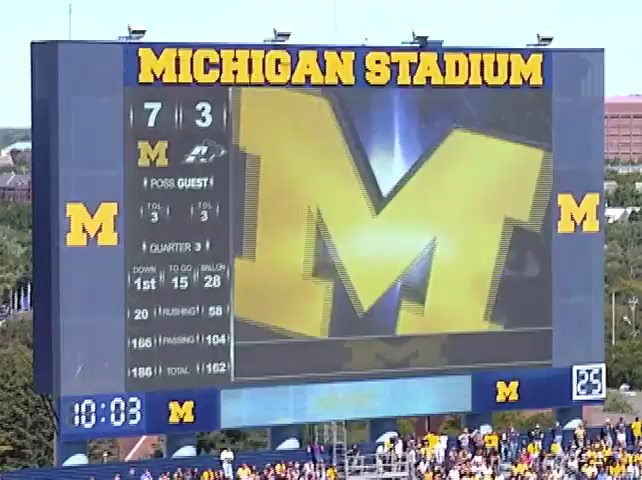 MICHIGAN STADIUM
7 3
M
POSS GUEST
TOL TOL
3 3
QUARTER 3
DOWN TO GO BALL ON
1st 15 28
20 RUSHING 58
166 PASSING 104
186 TOTAL 162
M
M
M
M
10:03
M
M
25